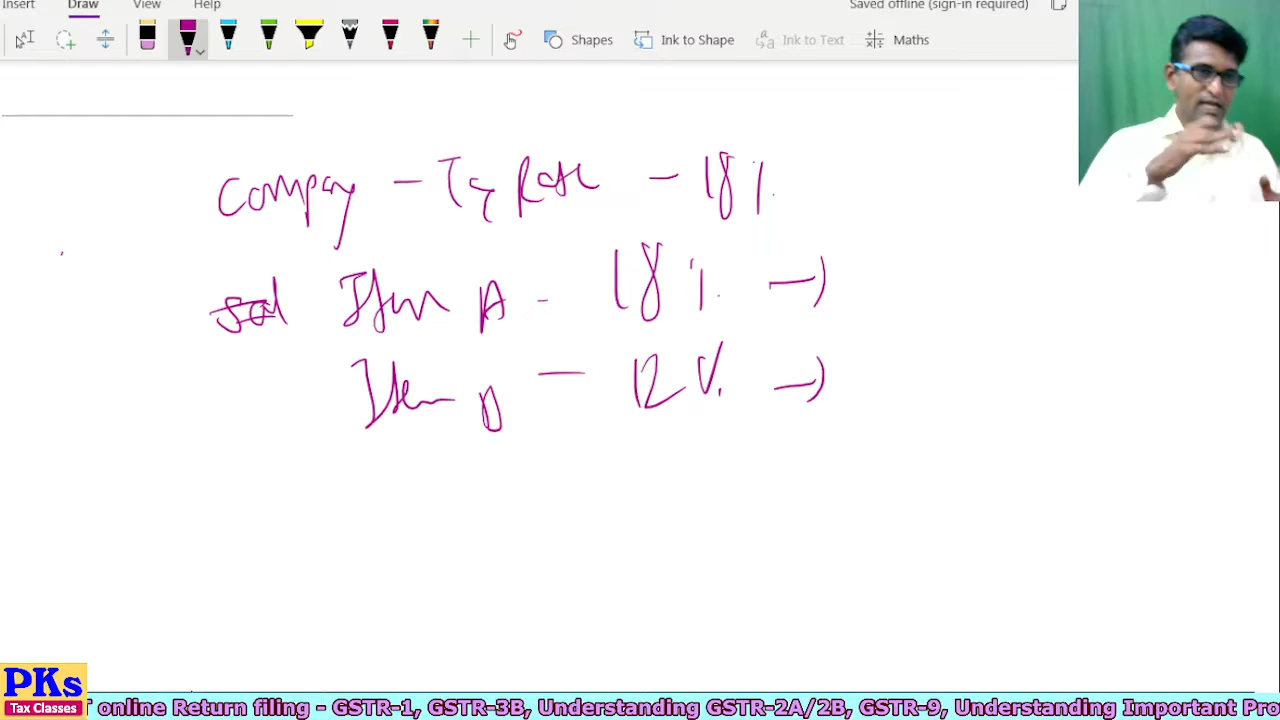 Insert Draw View Help Saved offline (sign-in required)
Shapes Ink to Shape Ink to Text Maths
Company - Tax Rate - 18%
Item A - 18%
Item B - 12%
PKs
Tax Classes
T online Return filing - GSTR-1, GSTR-3B, Understanding GSTR-2A/2B, GSTR-9, Understanding Important Pro